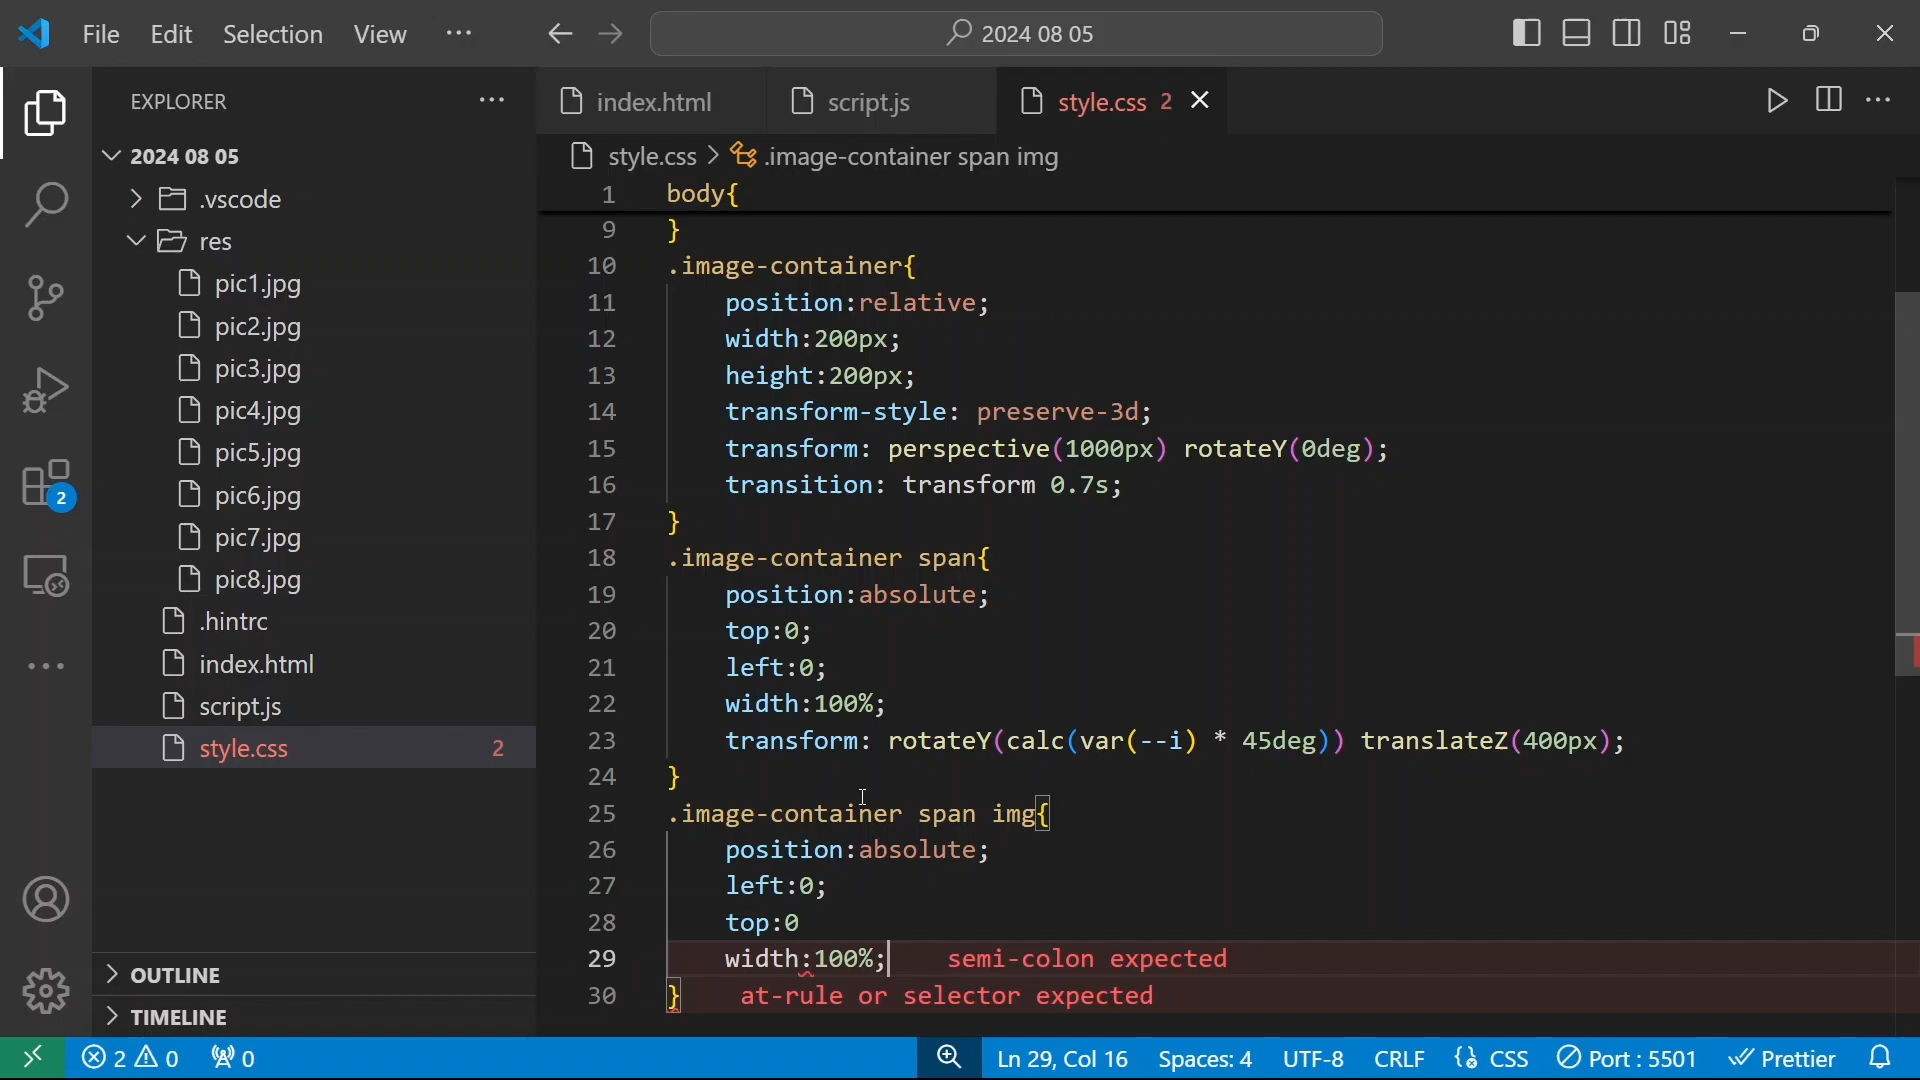 File Edit Selection View ··· 2024 08 05
EXPLORER ···
index.html script.js style.css 2
style.css > .image-container span img
2024 08 05
.vscode
res
pic1.jpg
pic2.jpg
pic3.jpg
pic4.jpg
pic5.jpg
pic6.jpg
pic7.jpg
pic8.jpg
.hintrc
index.html
script.js
style.css 2
OUTLINE
TIMELINE
2
1 body{
9 }
10 .image-container{
11 position:relative;
12 width:200px;
13 height:200px;
14 transform-style: preserve-3d;
15 transform: perspective(1000px) rotateY(0deg);
16 transition: transform 0.7s;
17 }
18 .image-container span{
19 position:absolute;
20 top:0;
21 left:0;
22 width:100%;
23 transform: rotateY(calc(var(--i) * 45deg)) translateZ(400px);
24 }
25 .image-container span img{
26 position:absolute;
27 left:0;
28 top:0
29 width:100%; semi-colon expected
30 } at-rule or selector expected
2 0 0 Ln 29, Col 16 Spaces: 4 UTF-8 CRLF CSS Port : 5501 Prettier